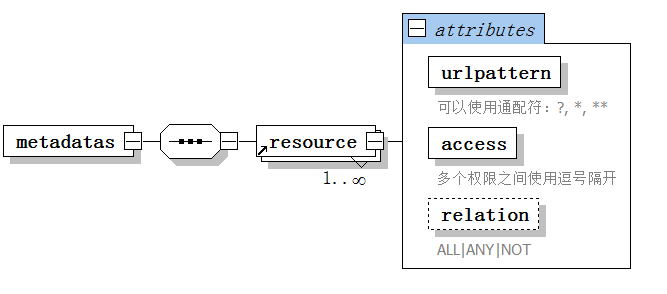 attributes
urlpattern
可以使用通配符：?, *, **
metadatas
resource
access
1..∞
多个权限之间使用逗号隔开
relation
ALL|ANY|NOT